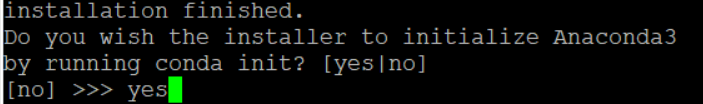 installation finished.
Do you wish the installer to initialize Anaconda3
by running conda init? [yes|no]
[no] >>> yes